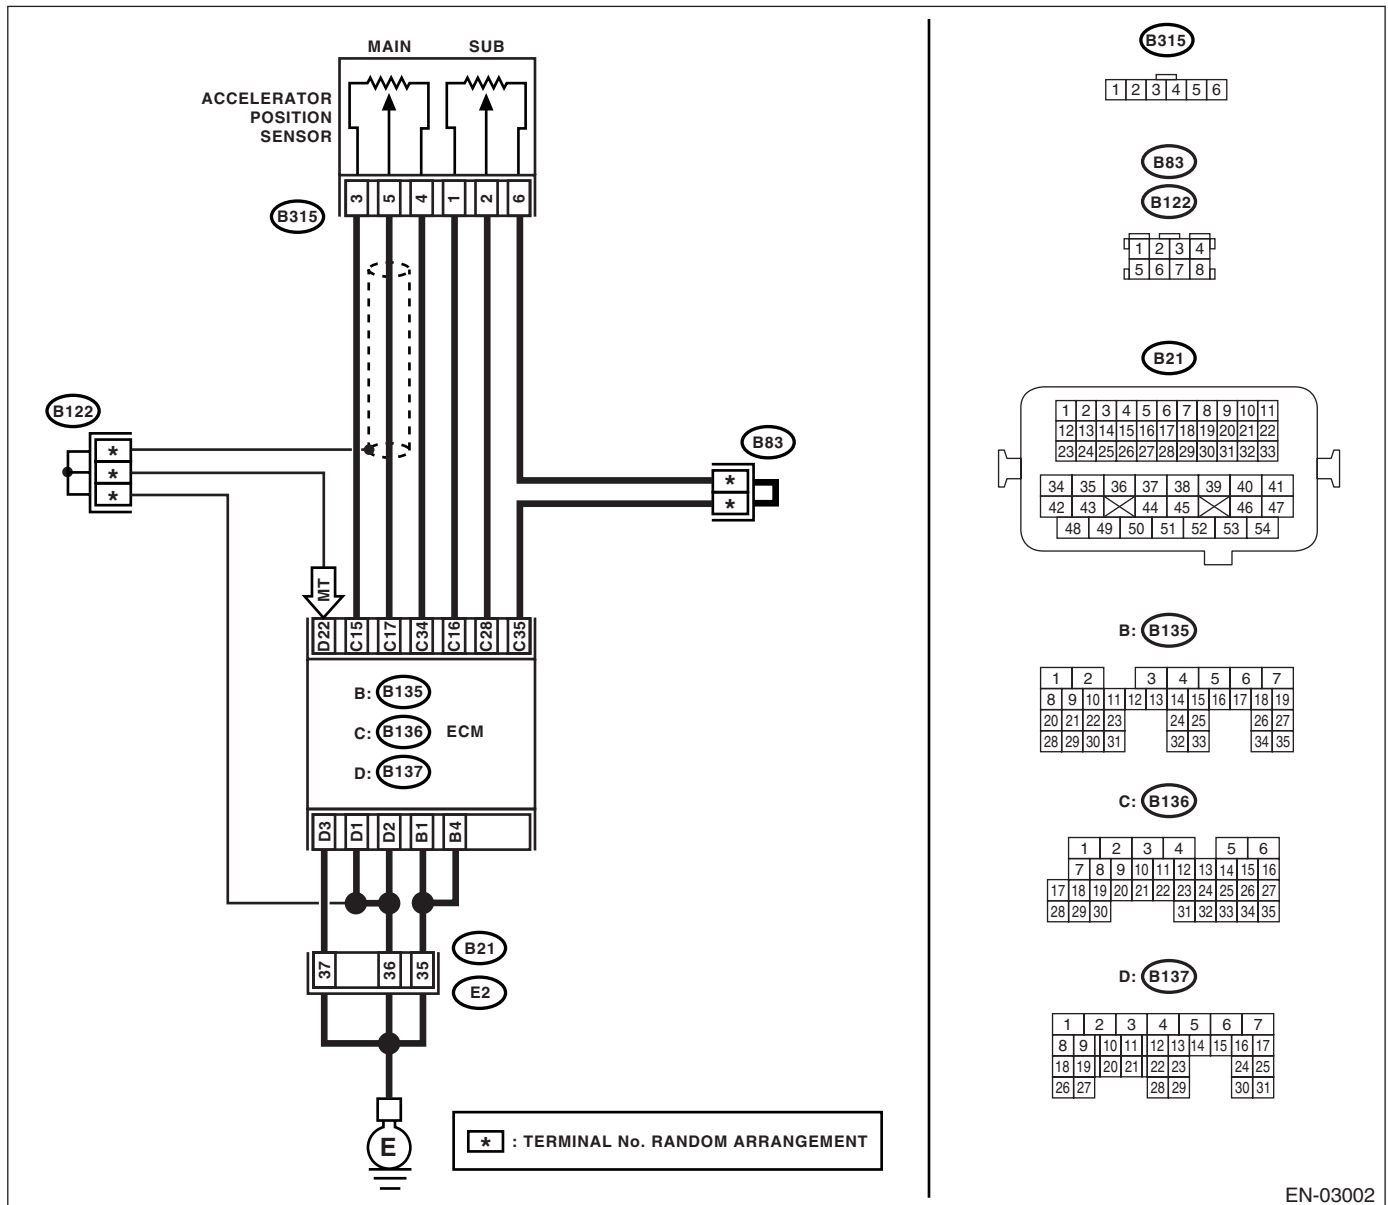 MAIN SUB
ACCELERATOR
POSITION
SENSOR
3 5 4 1 2 6
B315
B122
*
*
*
B83
*
*
MT
D22 C15 C17 C34 C16 C28 C35
B: B135
C: B136 ECM
D: B137
D3 D1 D2 B1 B4
B21
37 36 35
E2
E
* : TERMINAL No. RANDOM ARRANGEMENT
B315
1 2 3 4 5 6
B83
B122
1 2 3 4
5 6 7 8
B21
1 2 3 4 5 6 7 8 9 10 11
12 13 14 15 16 17 18 19 20 21 22
23 24 25 26 27 28 29 30 31 32 33
34 35 36 37 38 39 40 41
42 43 44 45 46 47
48 49 50 51 52 53 54
B: B135
1 2 3 4 5 6 7
8 9 10 11 12 13 14 15 16 17 18 19
20 21 22 23 24 25 26 27
28 29 30 31 32 33 34 35
C: B136
1 2 3 4 5 6
7 8 9 10 11 12 13 14 15 16
17 18 19 20 21 22 23 24 25 26 27
28 29 30 31 32 33 34 35
D: B137
1 2 3 4 5 6 7
8 9 10 11 12 13 14 15 16 17
18 19 20 21 22 23 24 25
26 27 28 29 30 31
EN-03002